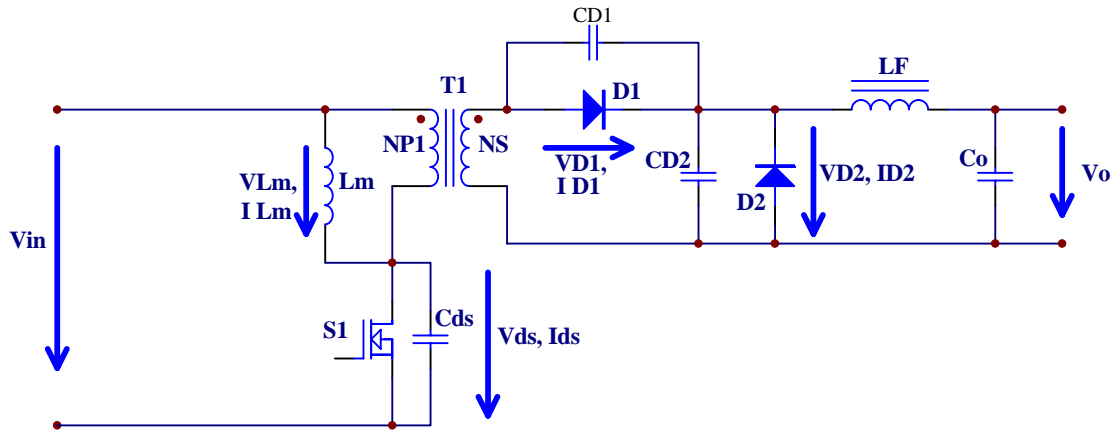 CD1
T1
LF
D1
NP1
NS
VD1,
I D1
CD2
Co
VLm,
I Lm
Lm
VD2, ID2
D2
Vo
Vin
S1
Cds
Vds, Ids